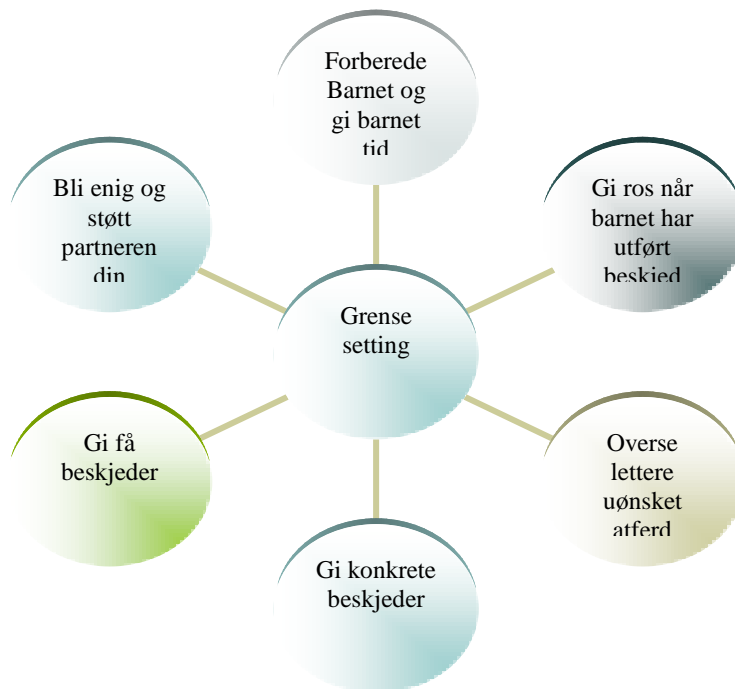 Forberede
Barnet og
gi barnet
tid
Bli enig og
støtt
partneren
din
Gi ros når
barnet har
utført
beskjed
Grense
setting
Gi få
beskjeder
Overse
lettere
uønsket
atferd
Gi konkrete
beskjeder